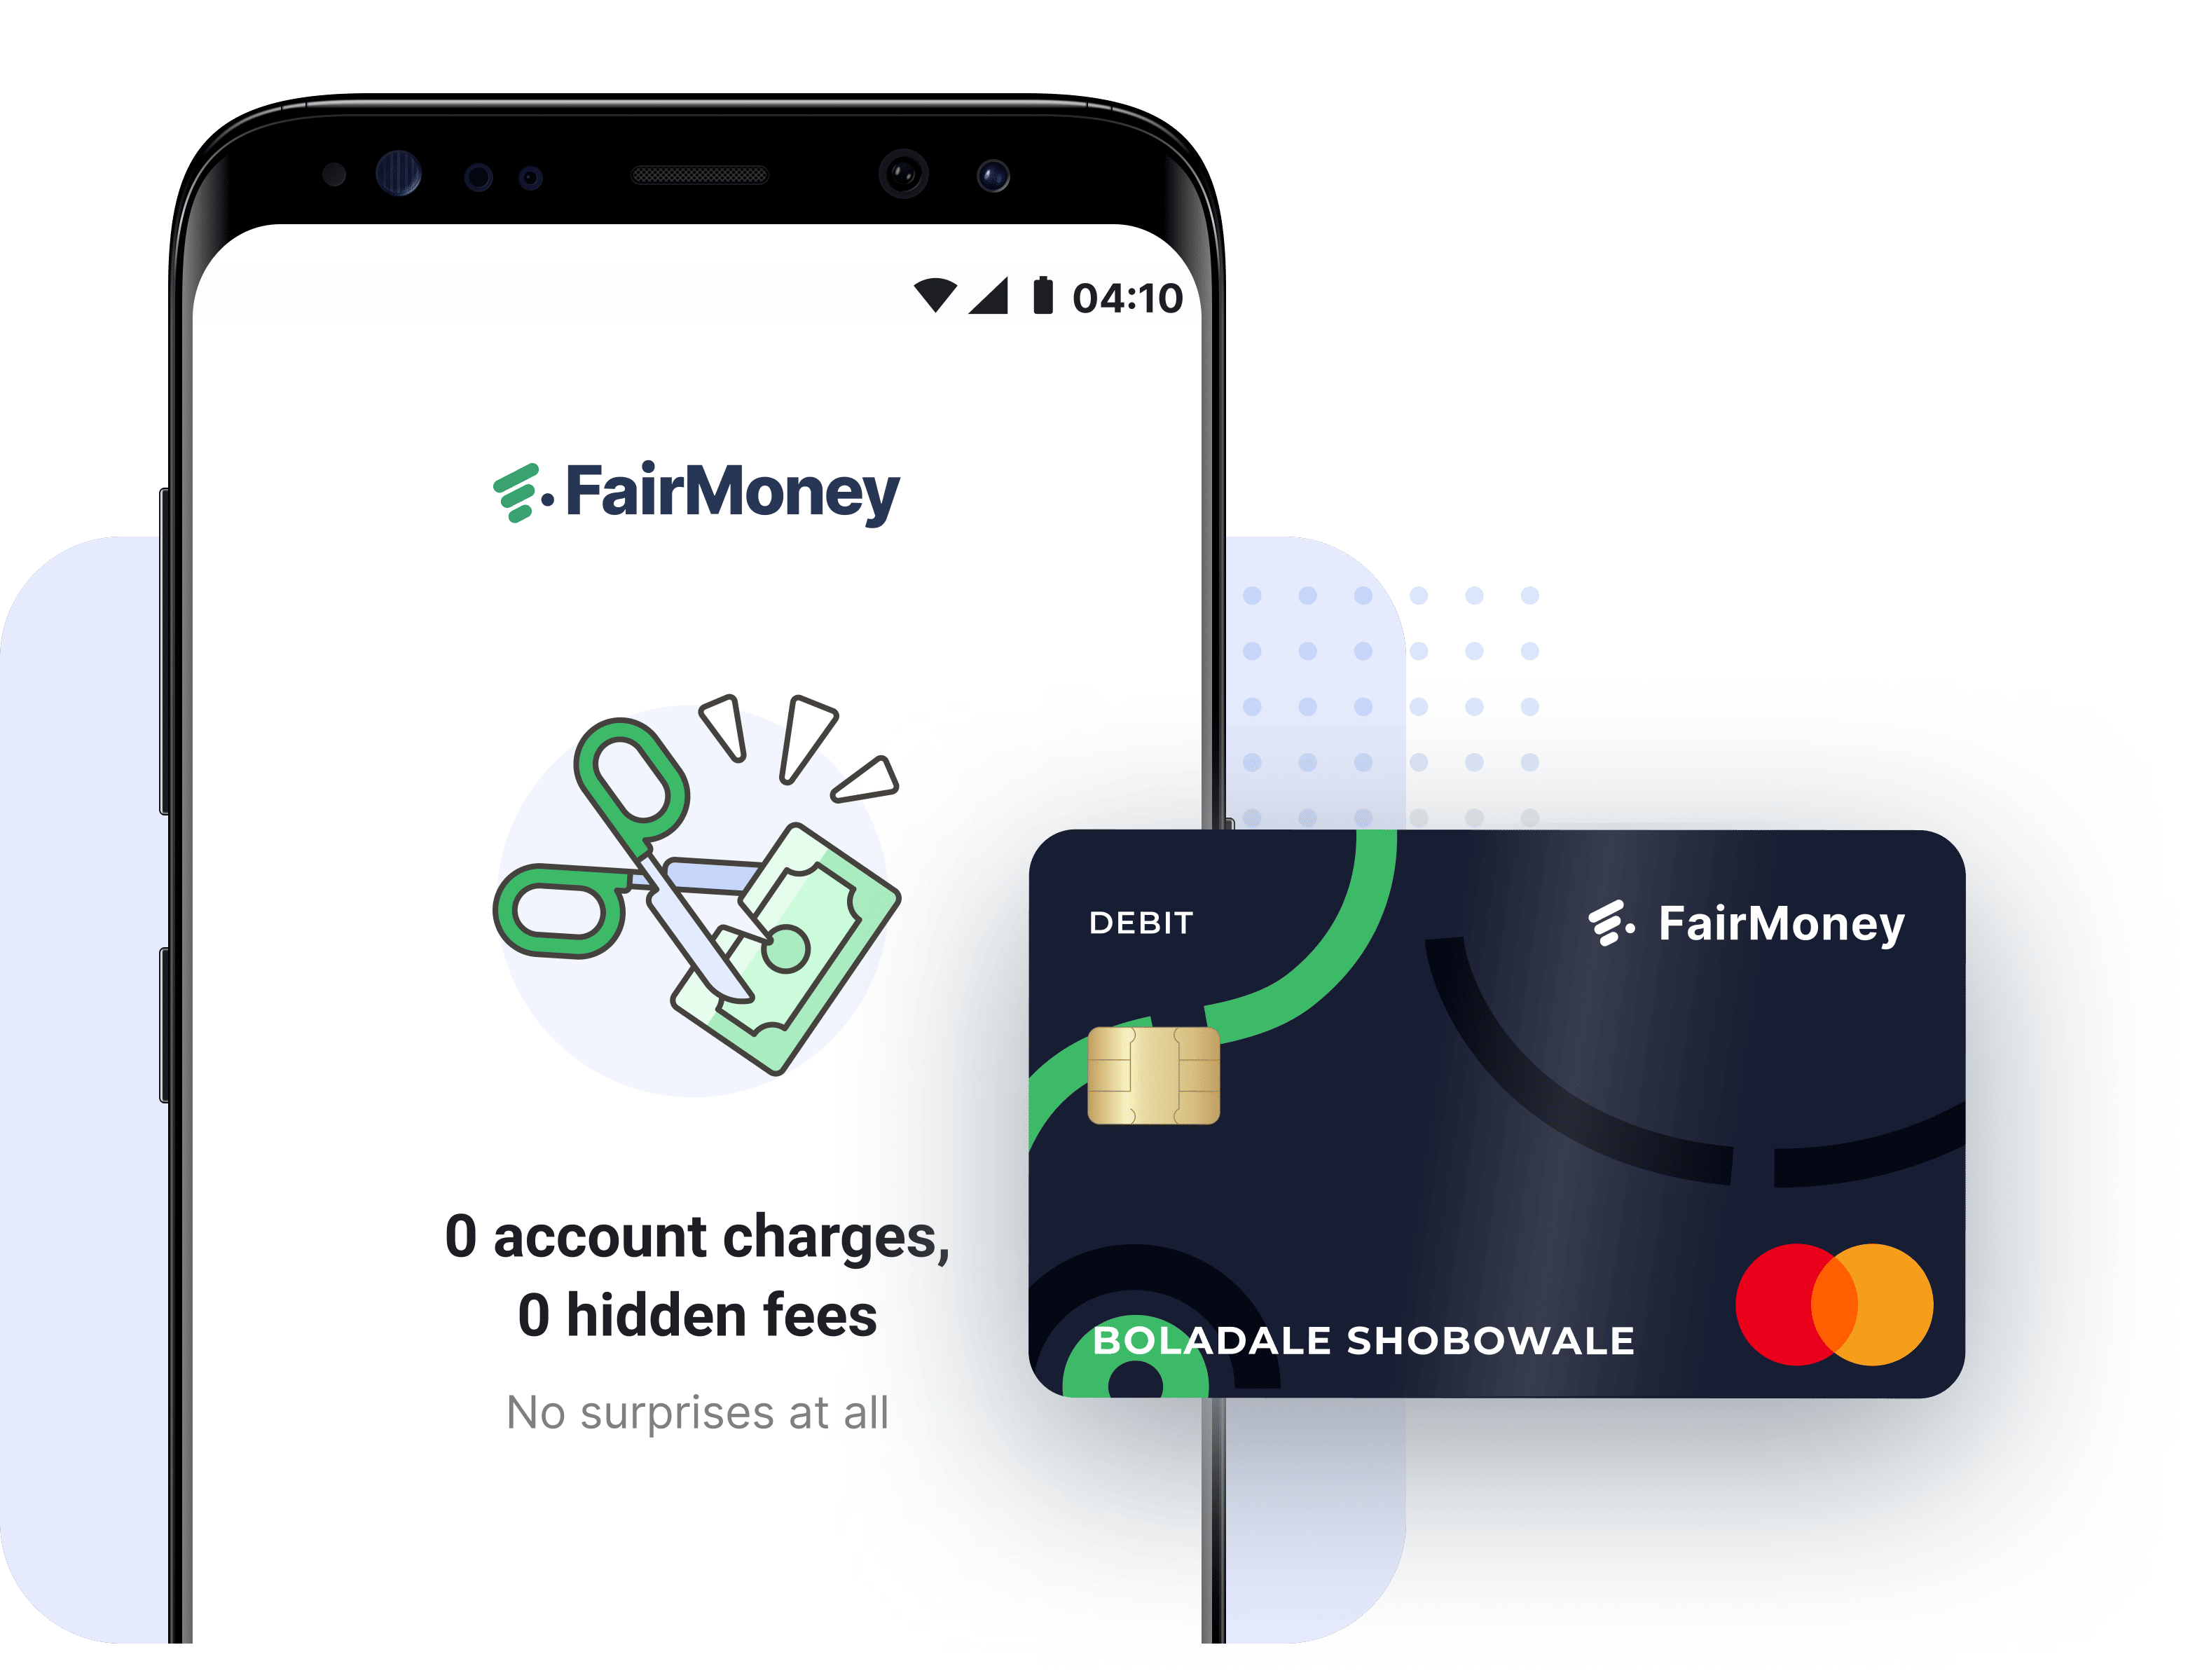 04:10
FairMoney
0 account charges,
0 hidden fees
No surprises at all
DEBIT
FairMoney
BOLADALE SHOBOWALE